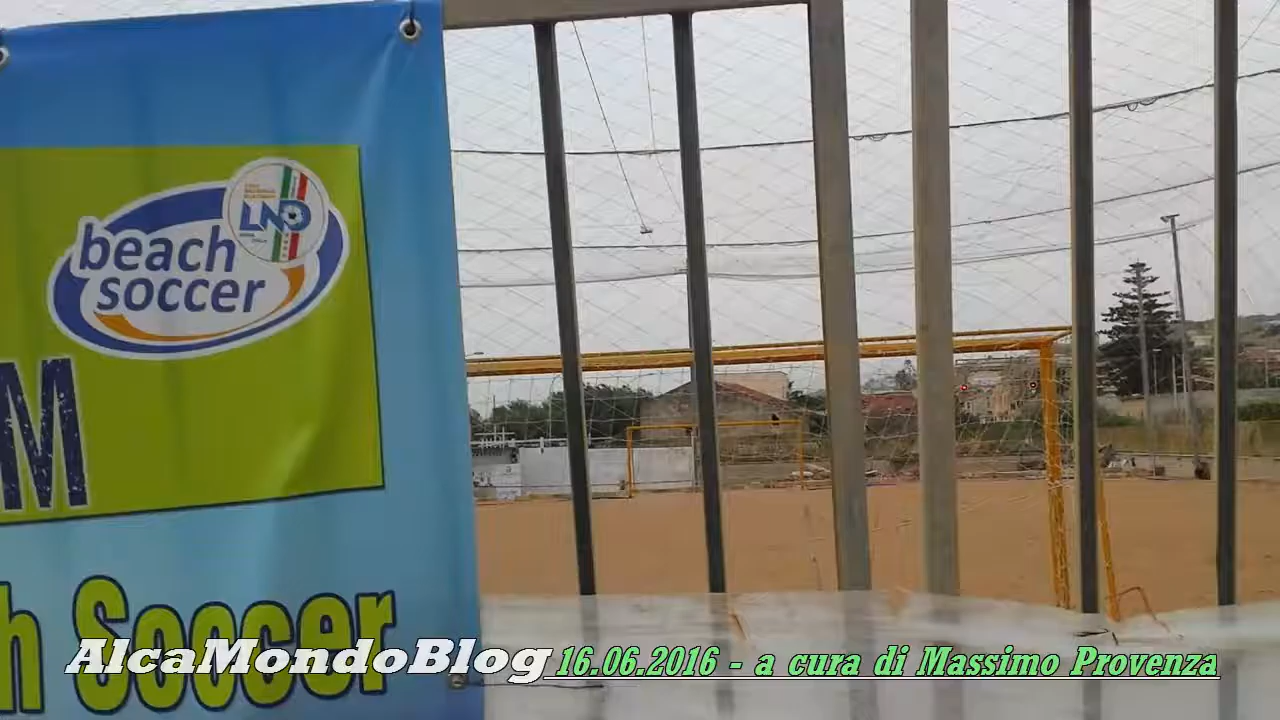 beach
soccer
LND
M
h Soccer
AlcaMondoBlog 16.06.2016 - a cura di Massimo Provenza